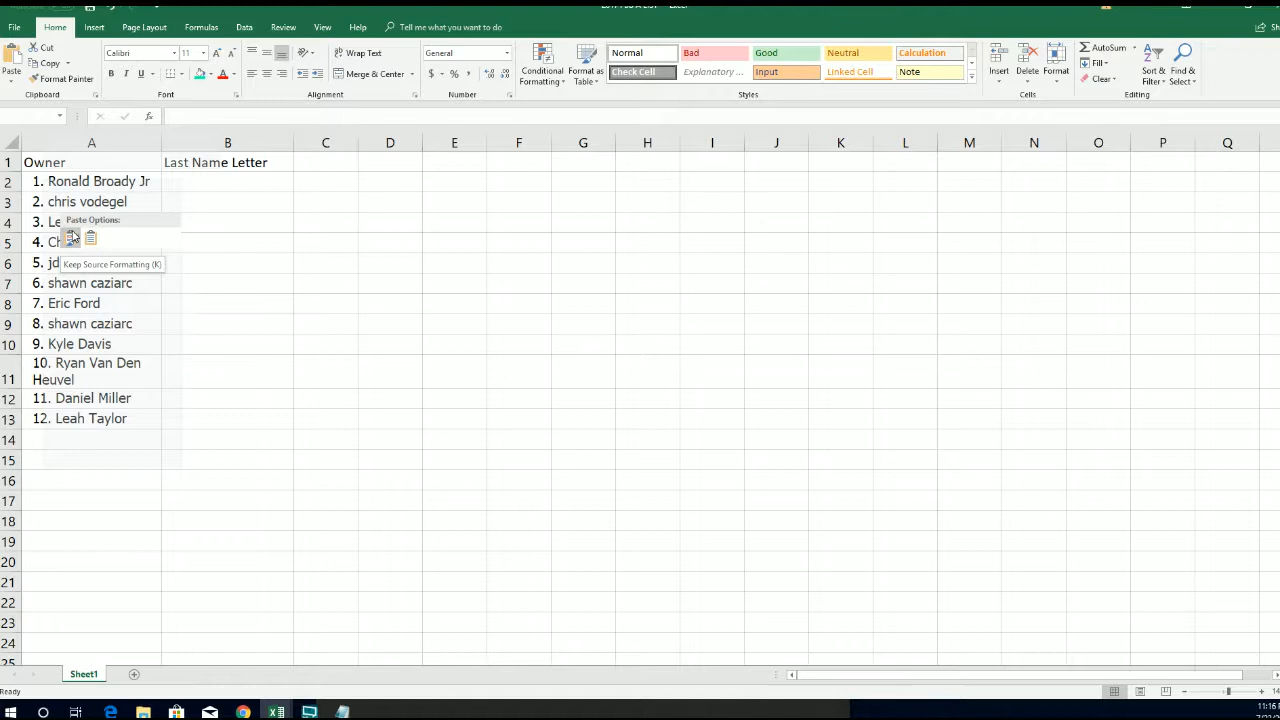 File Home Insert Page Layout Formulas Data Review View Help Tell me what you want to do
Paste Cut Copy Format Painter
Calibri 11 Wrap Text General
B I U Merge & Center $ % ,
Conditional Formatting Format as Table
Normal Bad Good Neutral Calculation
Check Cell Explanatory ... Input Linked Cell Note
Insert Delete Format
AutoSum Fill Clear
Sort & Filter Find & Select
Clipboard Font Alignment Number Styles Cells Editing
fx
A B C D E F G H I J K L M N O P Q
1 Owner Last Name Letter
2 1. Ronald Broady Jr
3 2. chris vodegel
4 3. Le
Paste Options:
5 4. Ch
Keep Source Formatting (K)
6 5. jd
7 6. shawn caziarc
8 7. Eric Ford
9 8. shawn caziarc
10 9. Kyle Davis
10. Ryan Van Den
11 Heuvel
12 11. Daniel Miller
13 12. Leah Taylor
14
15
16
17
18
19
20
21
22
23
24
25
Sheet1
Ready
11:16